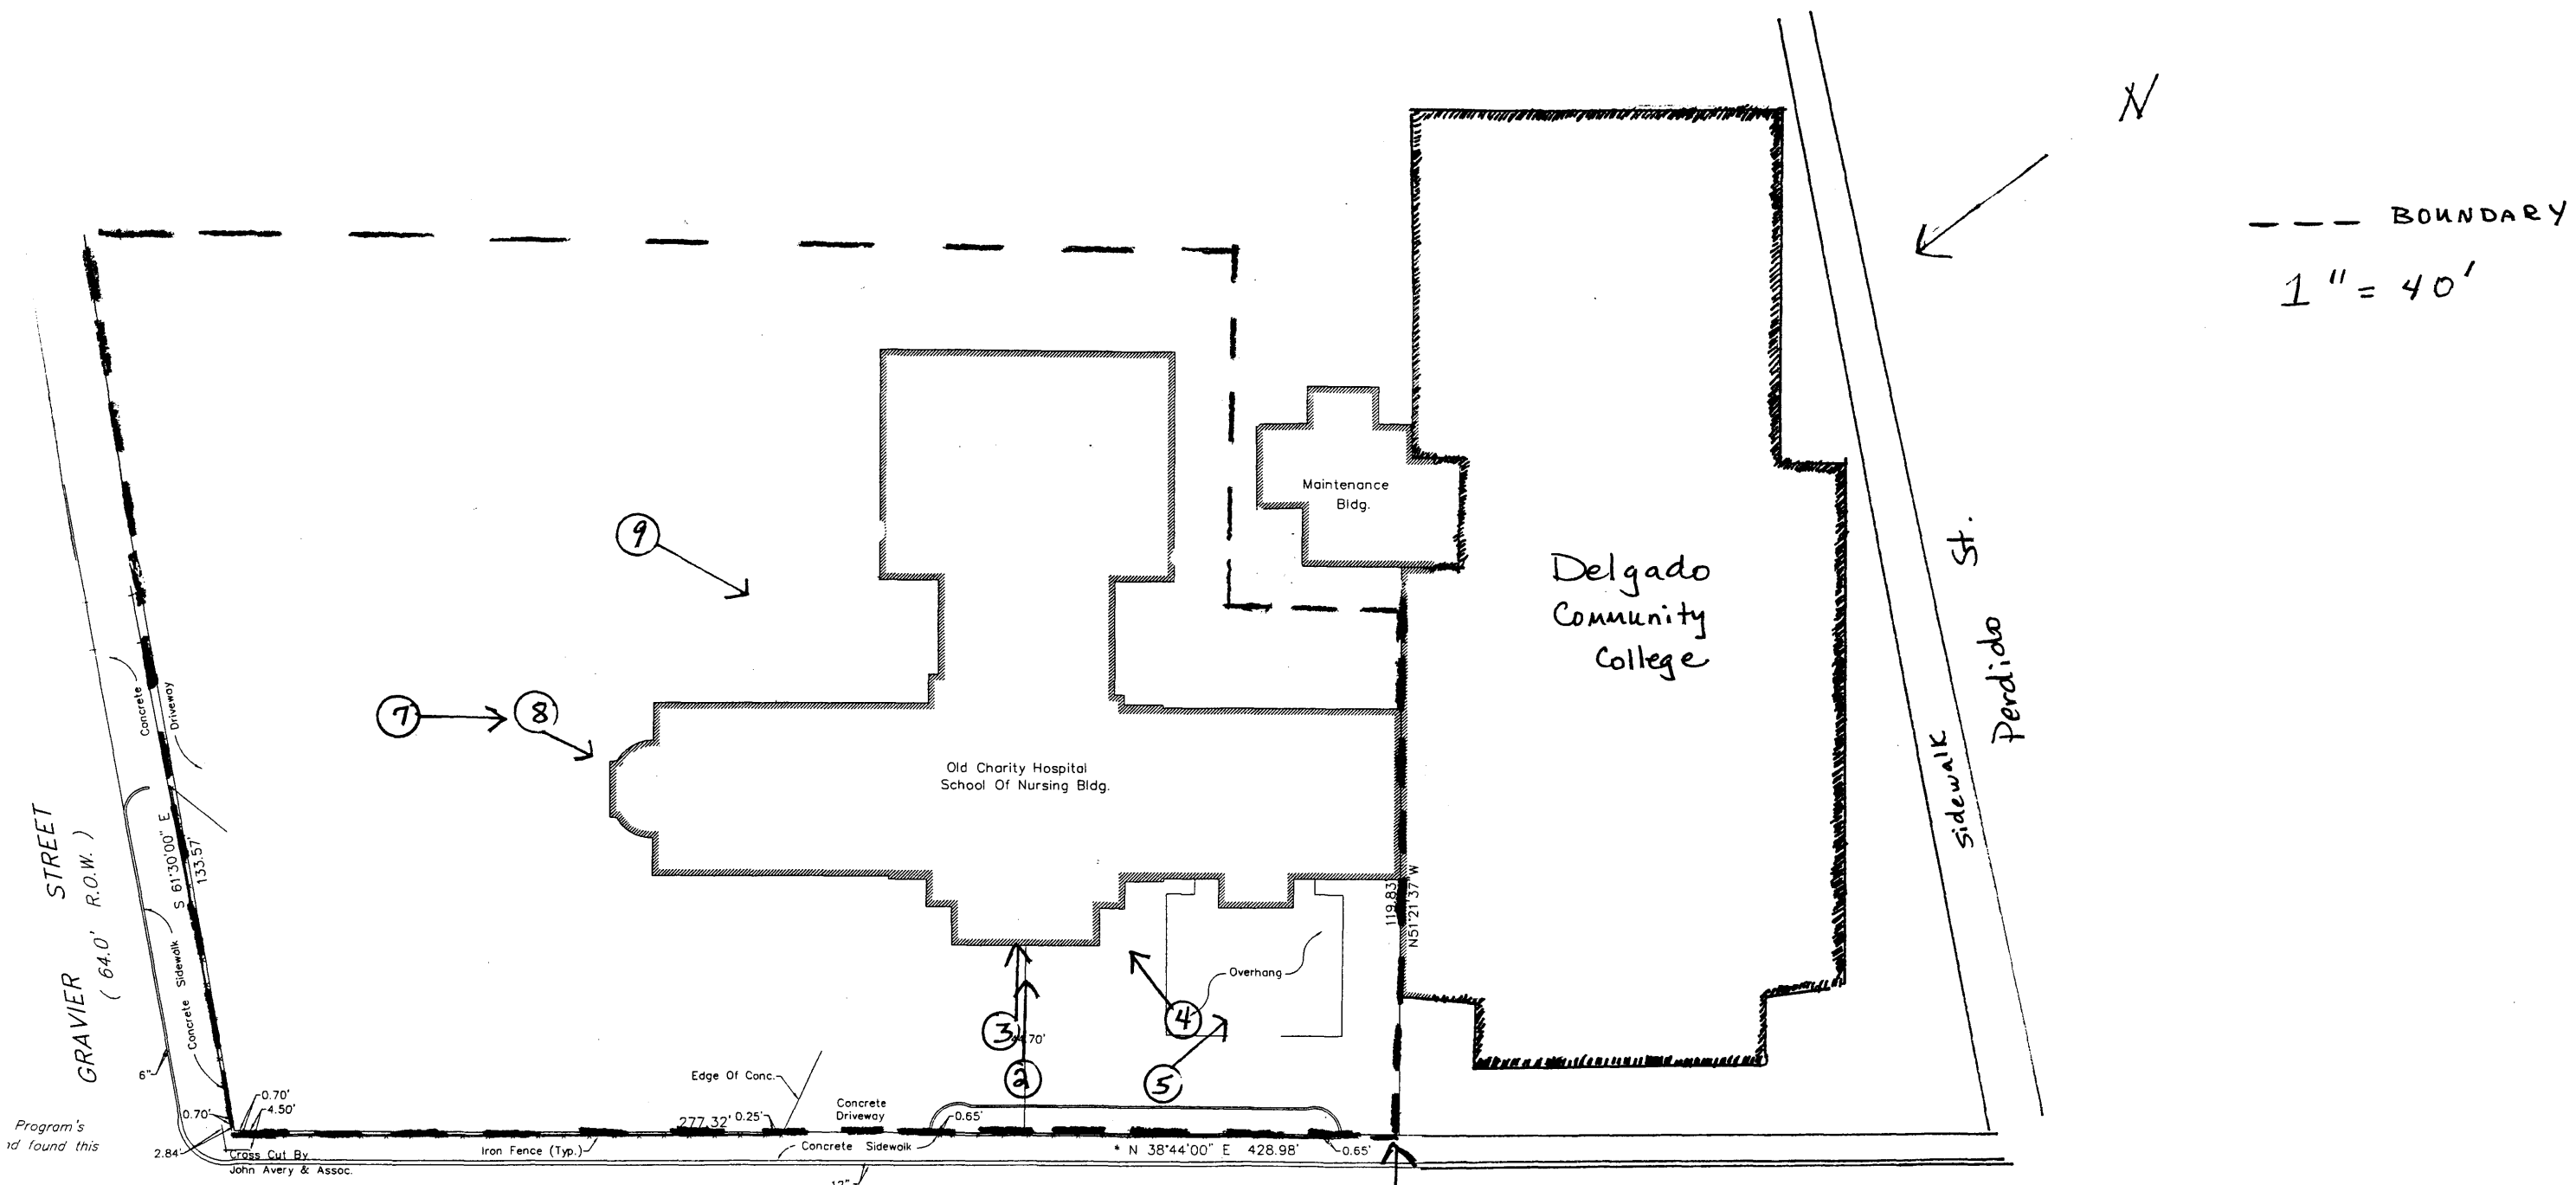 N
— — — BOUNDARY
1" = 40'
9
Maintenance
Bldg.
Delgado
Community
College
St.
Perdido
sidewalk
Concrete
Driveway
7
8
Old Charity Hospital
School Of Nursing Bldg.
GRAVIER STREET
( 64.0' R.O.W. )
S 61°30'00" E
133.57'
Concrete Sidewalk
119.83'
N51°21'37"W
Overhang
4
3
2
5
6"
Edge Of Conc.
0.70'
4.50'
0.70'
277.32'
0.25'
Concrete
Driveway
0.65'
Program's
found this
2.84'
Cross Cut By
John Avery & Assoc.
Iron Fence (Typ.)
Concrete Sidewalk
* N 38°44'00" E 428.98'
0.65'
12"